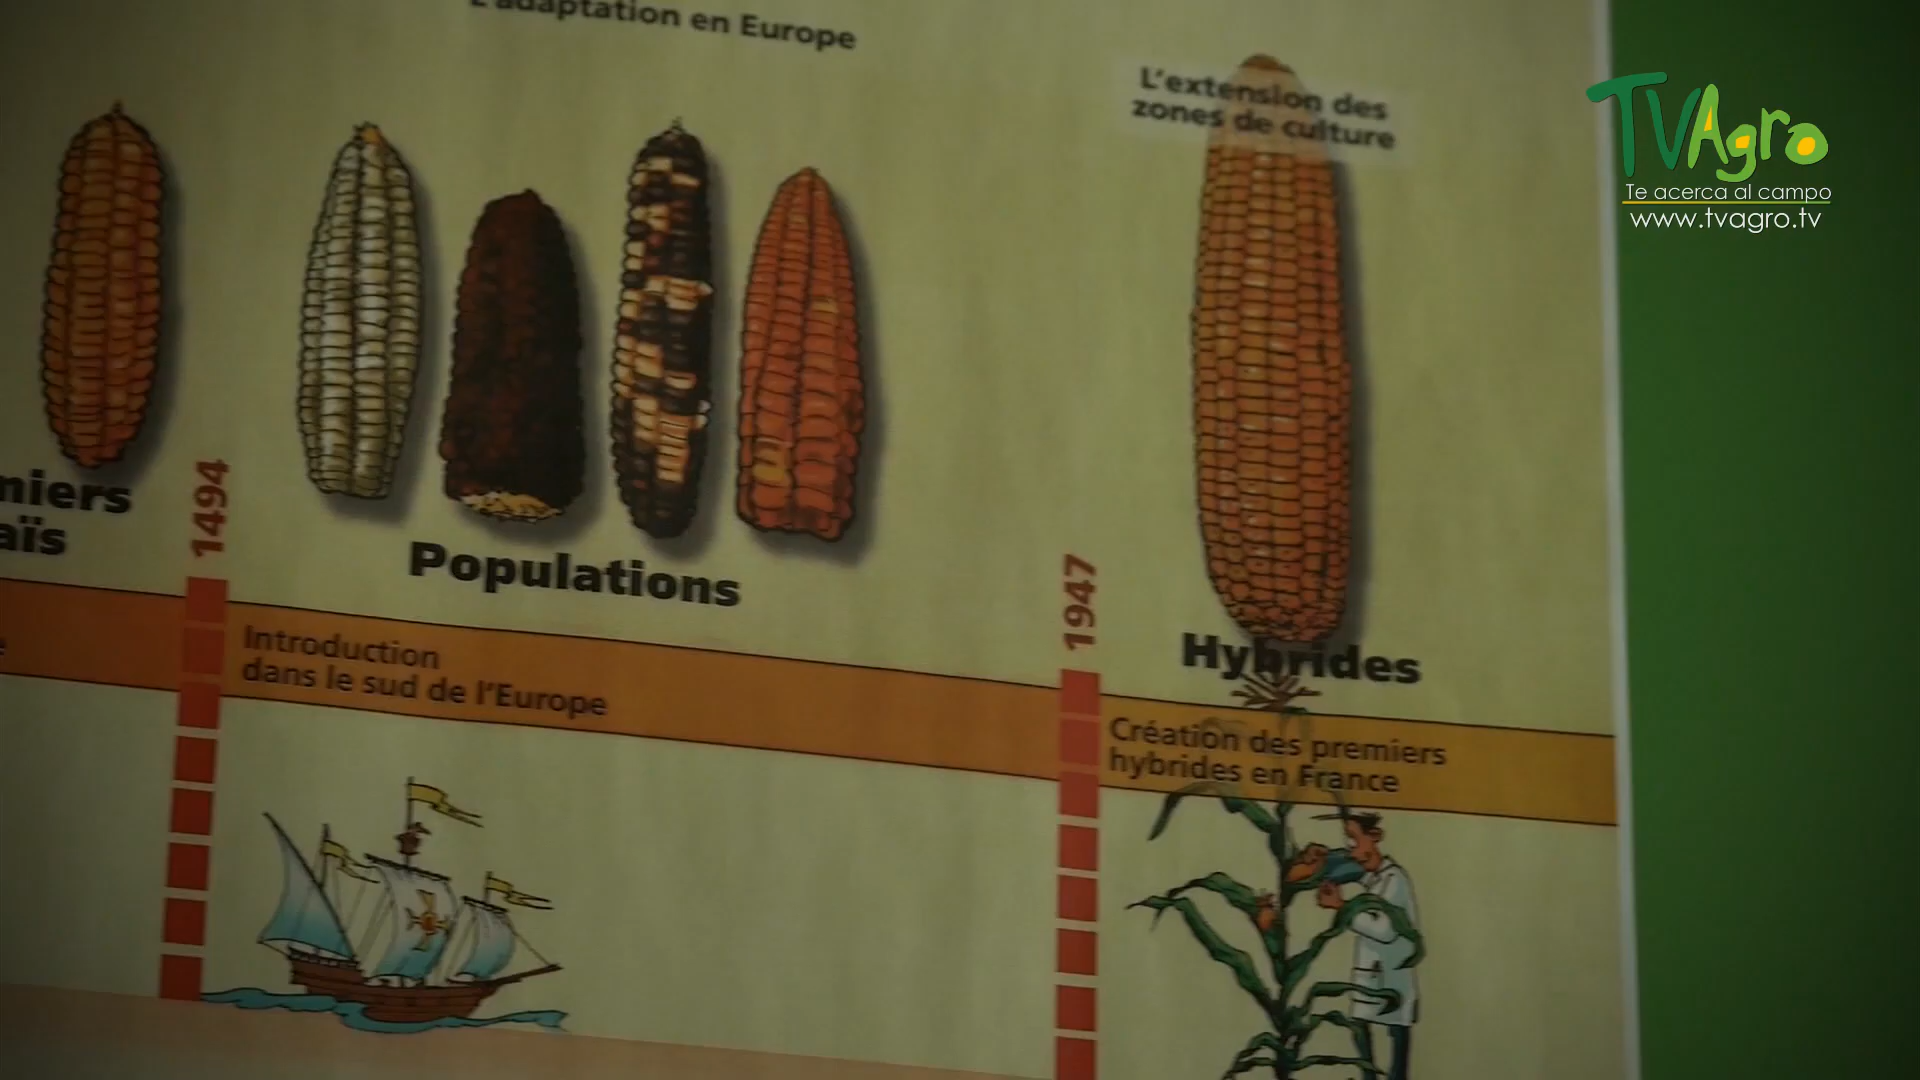 L'adaptation en Europe
L'extension des
zones de culture
TVAgro
Te acerca al campo
www.tvagro.tv
miers
aïs
1494
Populations
1947
Hybrides
Introduction
dans le sud de l'Europe
Création des premiers
hybrides en France